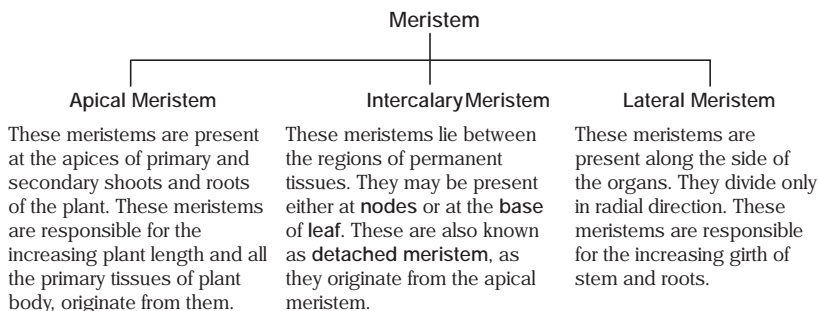 Meristem
Apical Meristem
These meristems are present
at the apices of primary and
secondary shoots and roots
of the plant. These meristems
are responsible for the
increasing plant length and all
the primary tissues of plant
body, originate from them.
Intercalary Meristem
These meristems lie between
the regions of permanent
tissues. They may be present
either at nodes or at the base
of leaf. These are also known
as detached meristem, as
they originate from the apical
meristem.
Lateral Meristem
These meristems are
present along the side of
the organs. They divide only
in radial direction. These
meristems are responsible
for the increasing girth of
stem and roots.